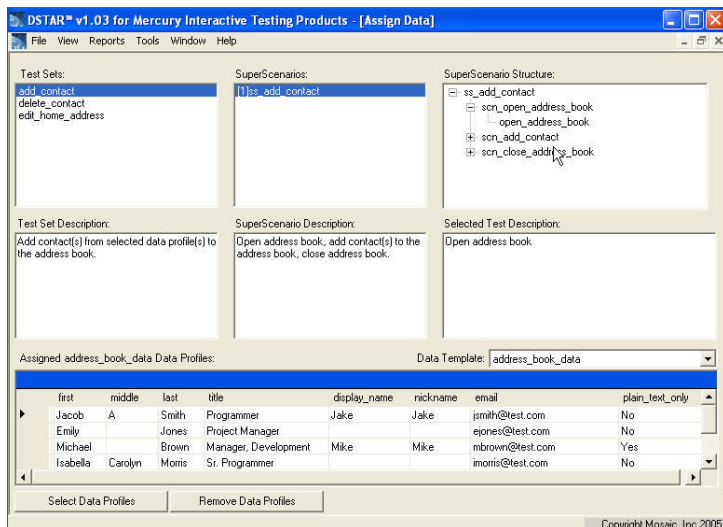 DSTAR™ v1.03 for Mercury Interactive Testing Products - [Assign Data]
File View Reports Tools Window Help
Test Sets:
add_contact
delete_contact
edit_home_address
SuperScenarios:
[1]ss_add_contact
SuperScenario Structure:
ss_add_contact
scn_open_address_book
open_address_book
scn_add_contact
scn_close_address_book
Test Set Description:
Add contact(s) from selected data profile(s) to
the address book.
SuperScenario Description:
Open address book, add contact(s) to the
address book, close address book.
Selected Test Description:
Open address book
Assigned address_book_data Data Profiles:
Data Template: address_book_data
first middle last title display_name nickname email plain_text_only
Jacob A Smith Programmer Jake Jake jsmith@test.com No
Emily Jones Project Manager ejones@test.com No
Michael Brown Manager, Development Mike Mike mbrown@test.com Yes
Isabella Carolyn Morris Sr. Programmer imorris@test.com No
Select Data Profiles Remove Data Profiles
Copyright Mosaic, Inc 2005